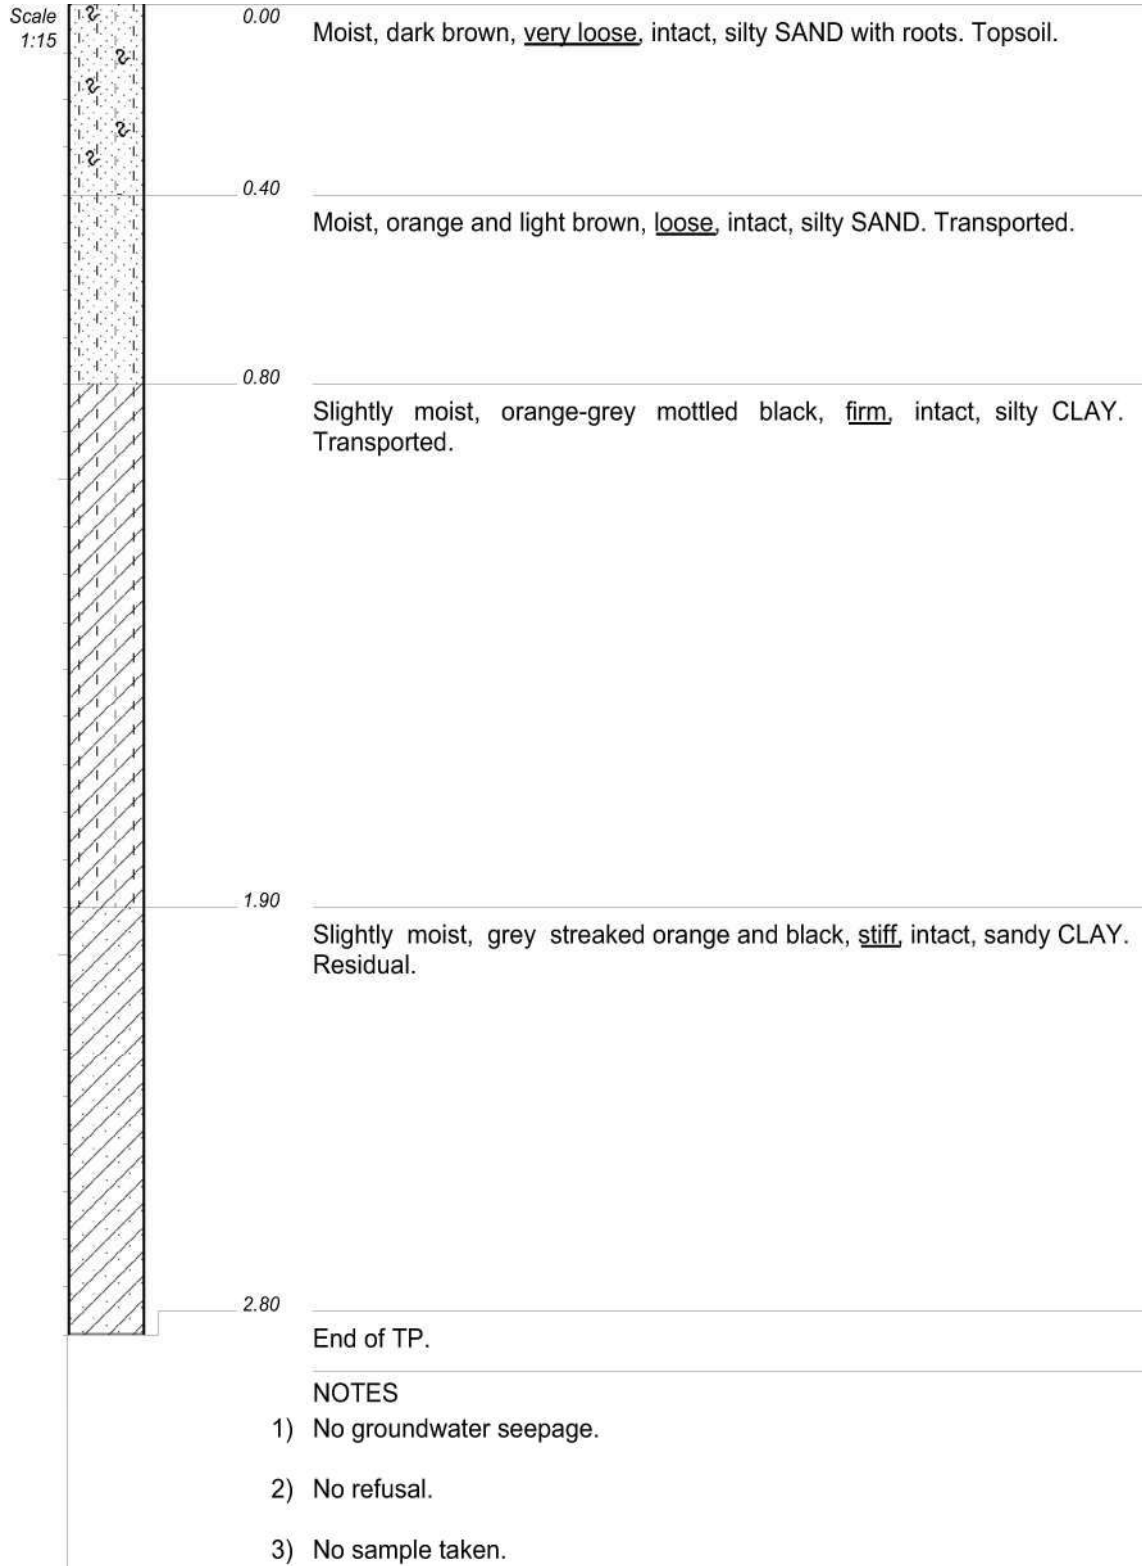 Scale
1:15
0.00
Moist, dark brown, very loose, intact, silty SAND with roots. Topsoil.
0.40
Moist, orange and light brown, loose, intact, silty SAND. Transported.
0.80
Slightly moist, orange-grey mottled black, firm, intact, silty CLAY.
Transported.
1.90
Slightly moist, grey streaked orange and black, stiff, intact, sandy CLAY.
Residual.
2.80
End of TP.
NOTES
1) No groundwater seepage.
2) No refusal.
3) No sample taken.